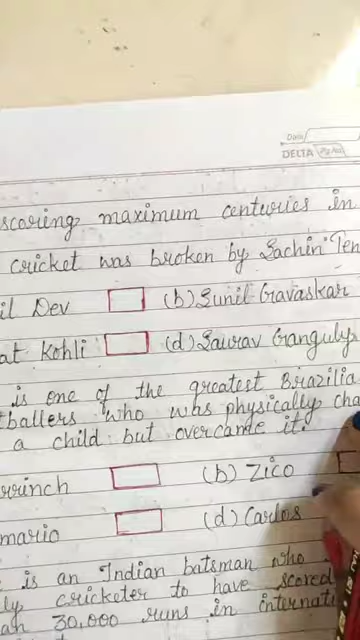 Date
DELTA
scoring maximum centuries in
cricket was broken by Sachin Ten
il Dev (b) Sunil Gavaskar
at Kohli (d) Saurav Ganguly
is one of the greatest Brazilia
tballers who was physically cha
a child but overcame it.
rrinch (b) Zico
mario (d) Carlos
is an Indian batsman who
ly cricketer to have scored
an 30,000 runs in internati